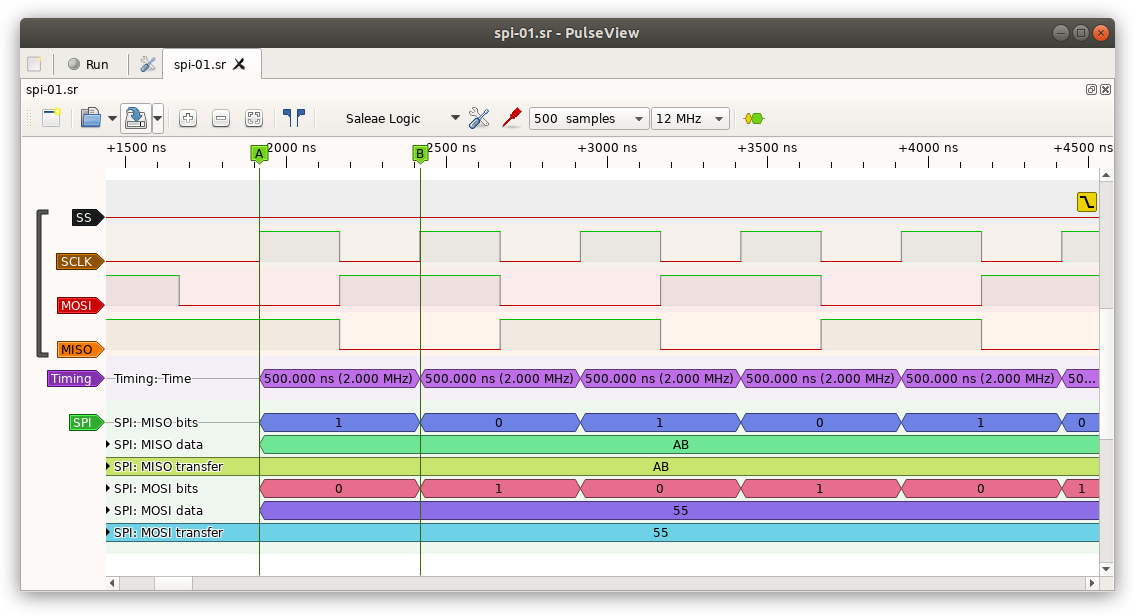 spi-01.sr - PulseView
Run spi-01.sr
spi-01.sr
Saleae Logic 500 samples 12 MHz
+1500 ns A 2000 ns B 2500 ns +3000 ns +3500 ns +4000 ns +4500 ns
SS
SCLK
MOSI
MISO
Timing Timing: Time 500.000 ns (2.000 MHz) 500.000 ns (2.000 MHz) 500.000 ns (2.000 MHz) 500.000 ns (2.000 MHz) 500.000 ns (2.000 MHz) 50...
SPI SPI: MISO bits 1 0 1 0 1 0
SPI: MISO data AB
SPI: MISO transfer AB
SPI: MOSI bits 0 1 0 1 0 1
SPI: MOSI data 55
SPI: MOSI transfer 55